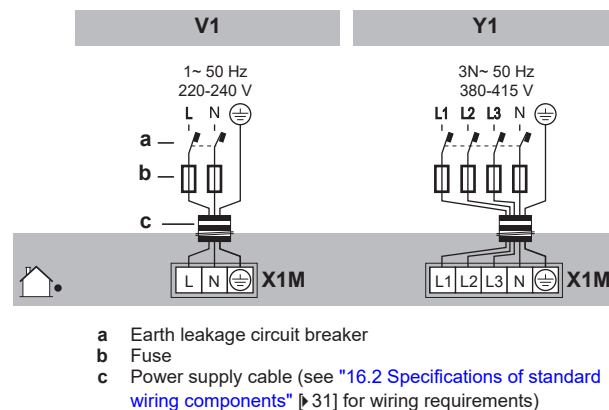 V1 Y1
1~ 50 Hz 3N~ 50 Hz
220-240 V 380-415 V
L N L1 L2 L3 N
a
b
c
L N X1M L1 L2 L3 N X1M
a Earth leakage circuit breaker
b Fuse
c Power supply cable (see "16.2 Specifications of standard
wiring components" [▶31] for wiring requirements)